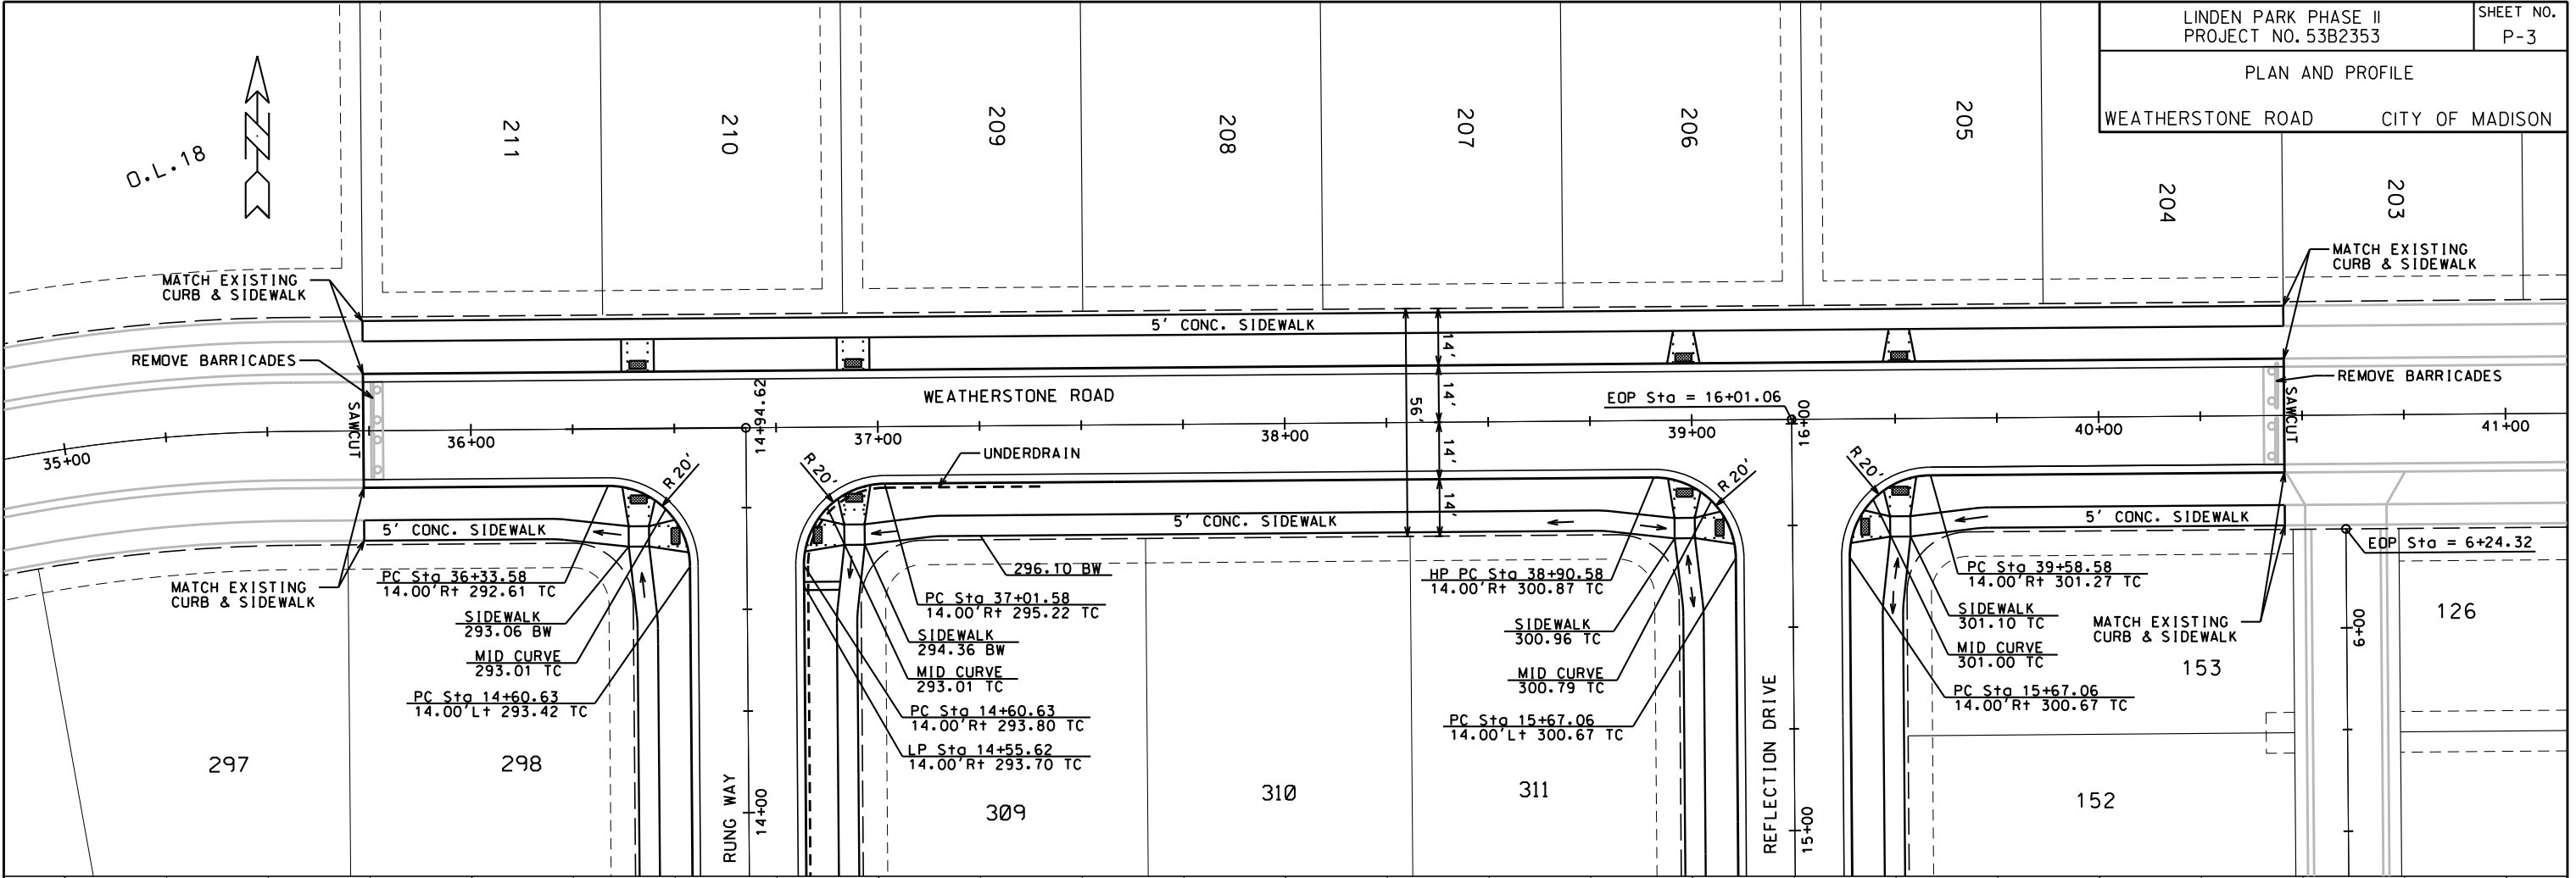 LINDEN PARK PHASE II
PROJECT NO. 53B2353
SHEET NO.
P-3
PLAN AND PROFILE
WEATHERSTONE ROAD
CITY OF MADISON
O.L.18
N
211
210
209
208
207
206
205
204
203
MATCH EXISTING
CURB & SIDEWALK
MATCH EXISTING
CURB & SIDEWALK
5' CONC. SIDEWALK
REMOVE BARRICADES
REMOVE BARRICADES
SAWCUT
SAWCUT
WEATHERSTONE ROAD
14+94.62
56'
14'
14'
14'
14'
EOP Sta = 16+01.06
16+00
35+00
36+00
37+00
38+00
39+00
40+00
41+00
UNDERDRAIN
R 20'
R 20'
R 20'
R 20'
5' CONC. SIDEWALK
5' CONC. SIDEWALK
5' CONC. SIDEWALK
EOP Sta = 6+24.32
MATCH EXISTING
CURB & SIDEWALK
PC Sta 36+33.58
14.00'Rt 292.61 TC
SIDEWALK
293.06 BW
MID CURVE
293.01 TC
PC Sta 14+60.63
14.00'Lt 293.42 TC
296.10 BW
PC Sta 37+01.58
14.00'Rt 295.22 TC
SIDEWALK
294.36 BW
MID CURVE
293.01 TC
PC Sta 14+60.63
14.00'Rt 293.80 TC
LP Sta 14+55.62
14.00'Rt 293.70 TC
HP PC Sta 38+90.58
14.00'Rt 300.87 TC
SIDEWALK
300.96 TC
MID CURVE
300.79 TC
PC Sta 15+67.06
14.00'Lt 300.67 TC
PC Sta 39+58.58
14.00'Rt 301.27 TC
SIDEWALK
301.10 TC
MID CURVE
301.00 TC
PC Sta 15+67.06
14.00'Rt 300.67 TC
MATCH EXISTING
CURB & SIDEWALK
6+00
126
153
152
297
298
RUNG WAY
14+00
309
310
311
REFLECTION DRIVE
15+00